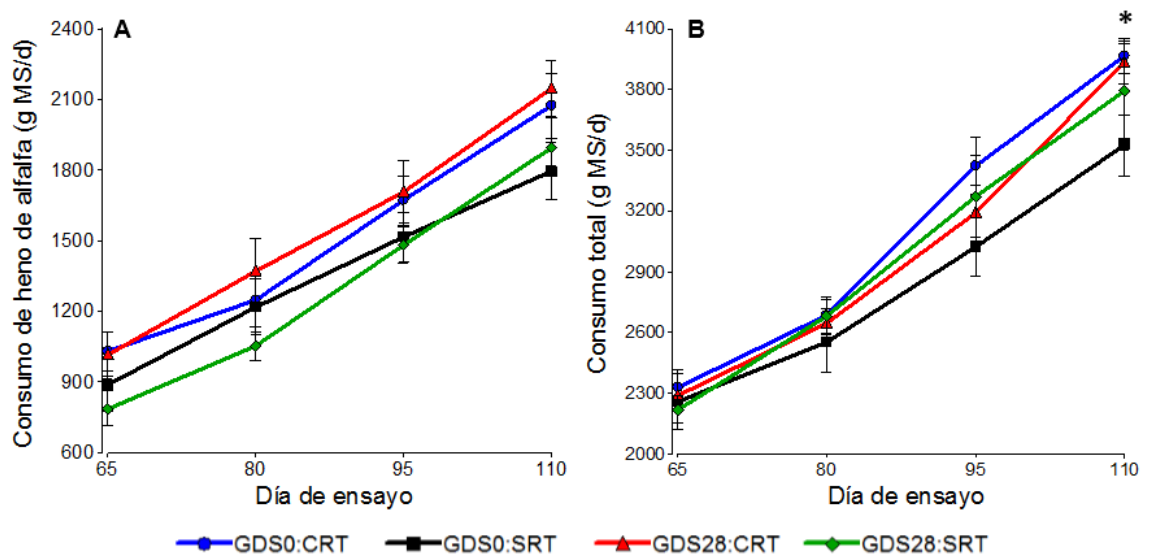 A
Consumo de heno de alfalfa (g MS/d)
2400
2100
1800
1500
1200
900
600
65 80 95 110
Día de ensayo
B
*
Consumo total (g MS/d)
4100
3800
3500
3200
2900
2600
2300
2000
65 80 95 110
Día de ensayo
GDS0:CRT GDS0:SRT GDS28:CRT GDS28:SRT